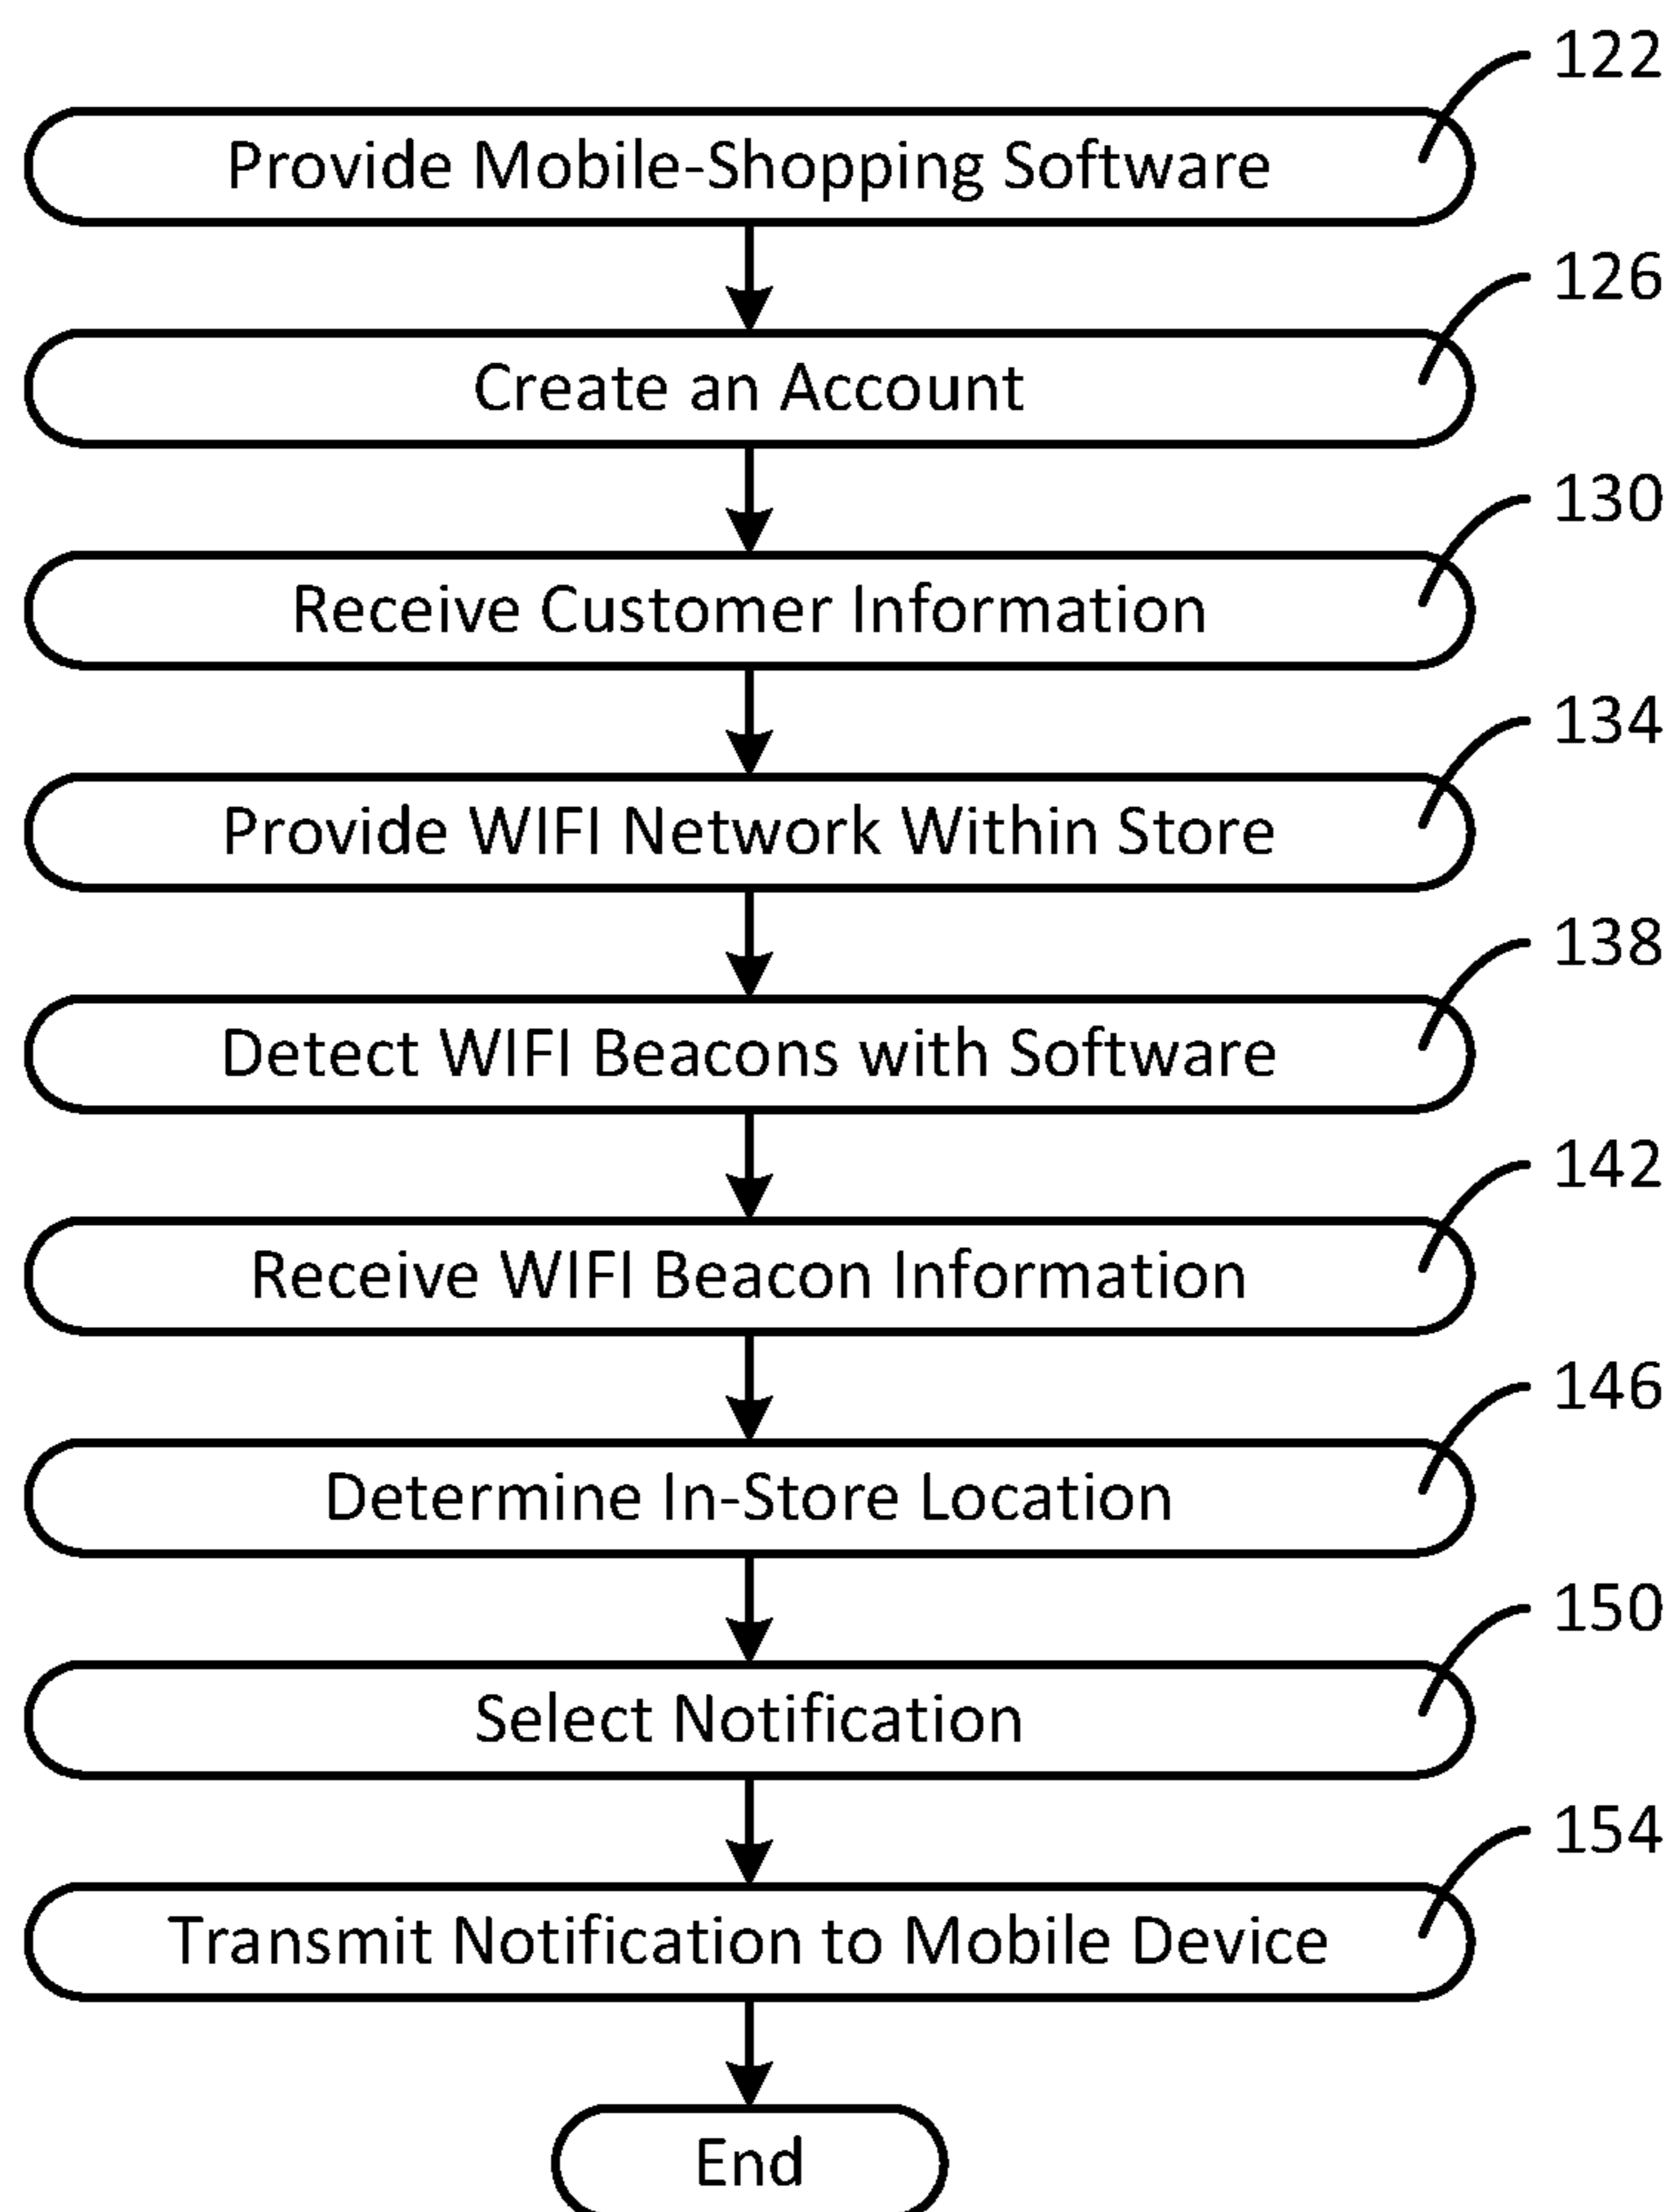 122
Provide Mobile-Shopping Software
126
Create an Account
130
Receive Customer Information
134
Provide WIFI Network Within Store
138
Detect WIFI Beacons with Software
142
Receive WIFI Beacon Information
146
Determine In-Store Location
150
Select Notification
154
Transmit Notification to Mobile Device
End